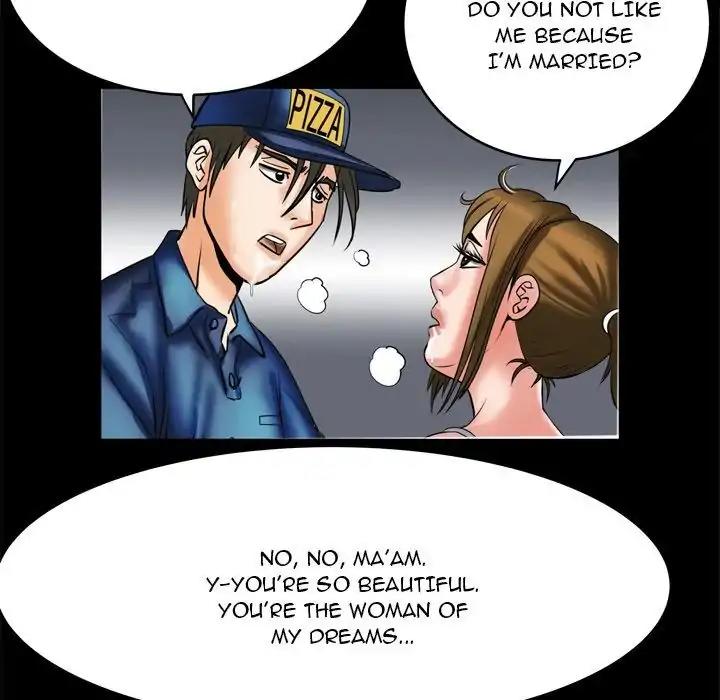 DO YOU NOT LIKE
ME BECAUSE
I'M MARRIED?
PIZZA
NO, NO, MA'AM.
Y-YOU'RE SO BEAUTIFUL.
YOU'RE THE WOMAN OF
MY DREAMS...